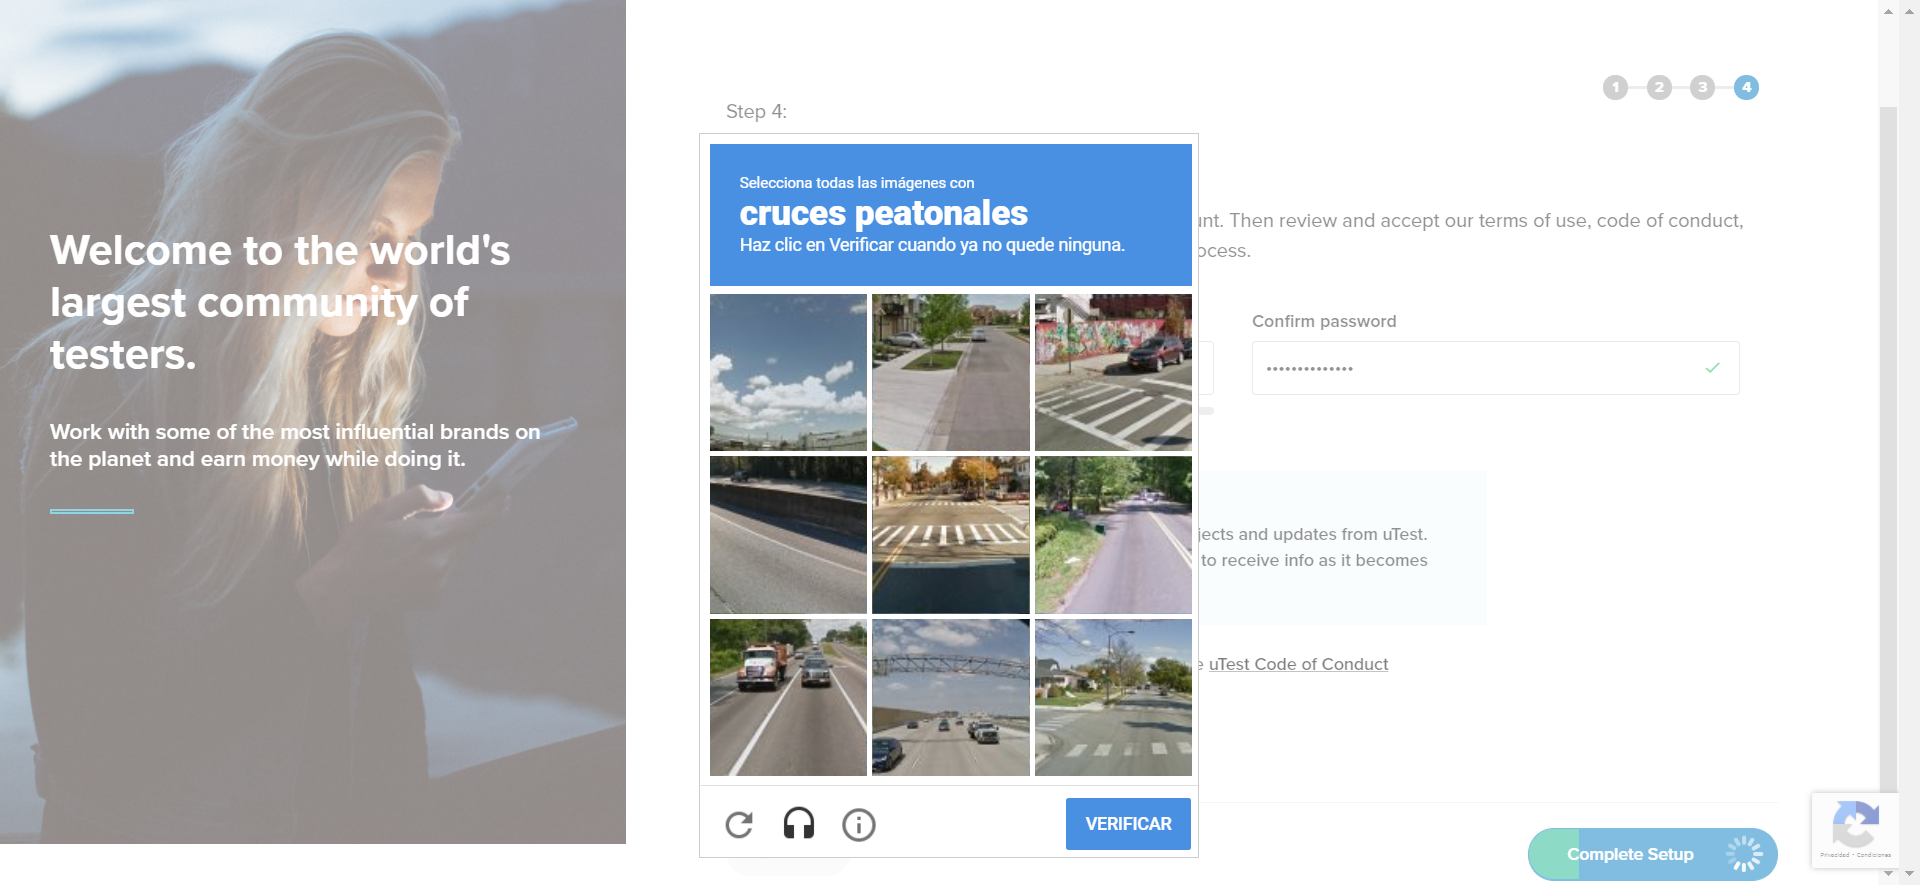 Welcome to the world's
largest community of
testers.
Work with some of the most influential brands on
the planet and earn money while doing it.
1 2 3 4
Step 4:
unt. Then review and accept our terms of use, code of conduct,
ocess.
Confirm password
jects and updates from uTest.
to receive info as it becomes
e uTest Code of Conduct
Selecciona todas las imágenes con
cruces peatonales
Haz clic en Verificar cuando ya no quede ninguna.
VERIFICAR
Complete Setup
Privacidad - Condiciones